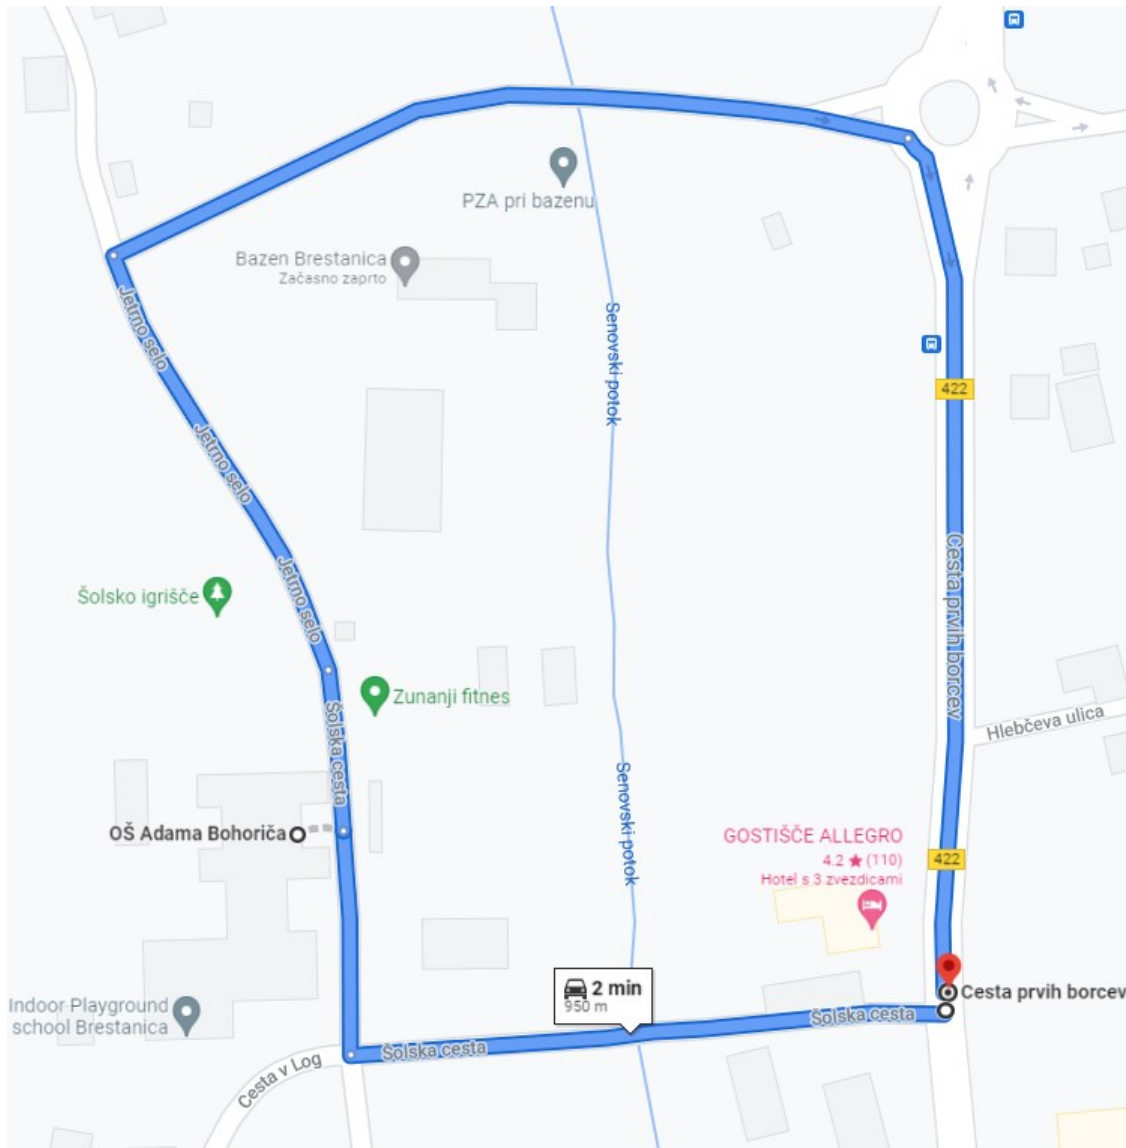 PZA pri bazenu
Bazen Brestanica
Začasno zaprto
Jetrno selo
Senovski potok
422
Jetrno selo
Jetrno selo
Cesta prvih borcev
Šolsko igrišče
Zunanji fitnes
Šolska cesta
Hlebčeva ulica
Senovski potok
OŠ Adama Bohoriča
GOSTIŠČE ALLEGRO
4.2 ★ (110)
Hotel s 3 zvezdicami
422
2 min
950 m
Cesta prvih borcev
Indoor Playground
school Brestanica
Šolska cesta
Šolska cesta
Cesta v Log